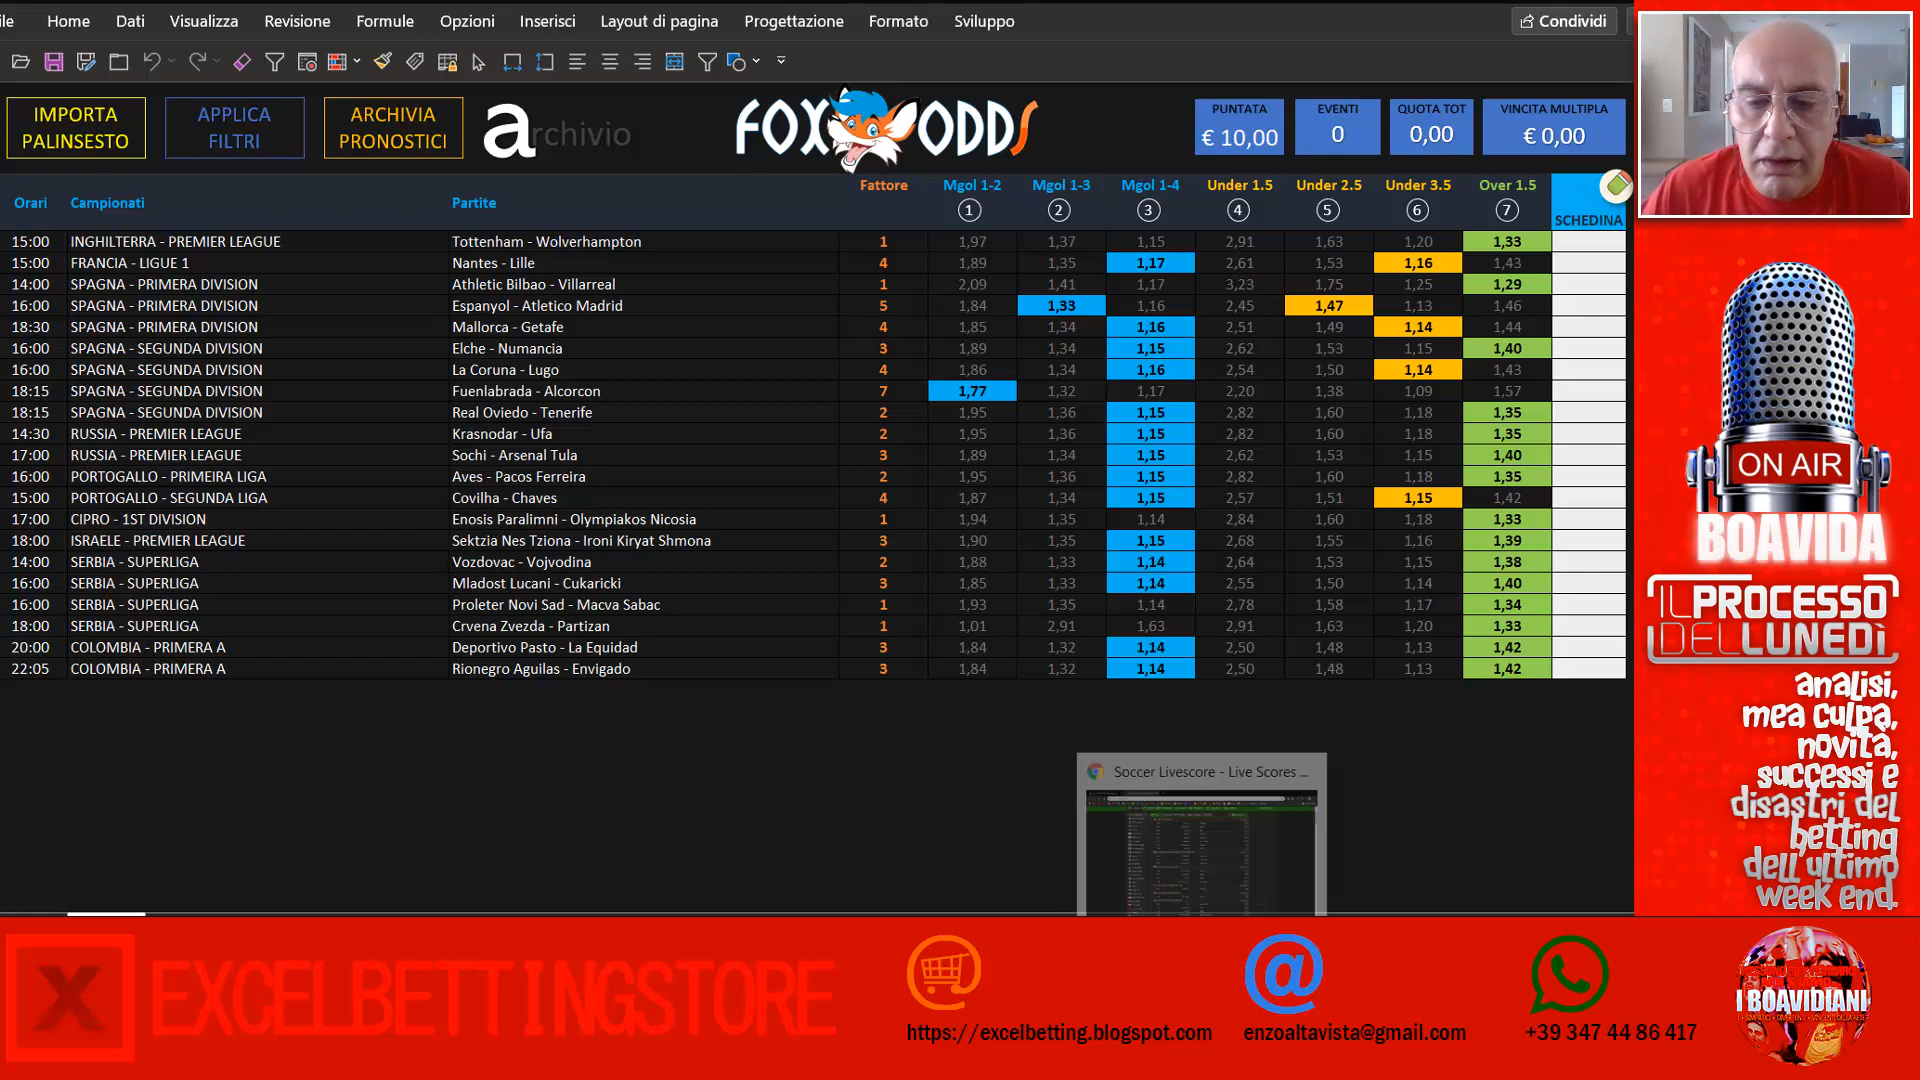 ile Home Dati Visualizza Revisione Formule Opzioni Inserisci Layout di pagina Progettazione Formato Sviluppo Condividi
IMPORTA PALINSESTO
APPLICA FILTRI
ARCHIVIA PRONOSTICI
archivio
FOX ODDS
PUNTATA € 10,00
EVENTI 0
QUOTA TOT 0,00
VINCITA MULTIPLA € 0,00
Orari Campionati Partite Fattore Mgol 1-2 Mgol 1-3 Mgol 1-4 Under 1.5 Under 2.5 Under 3.5 Over 1.5 SCHEDINA
1 2 3 4 5 6 7
15:00 INGHILTERRA - PREMIER LEAGUE Tottenham - Wolverhampton 1 1,97 1,37 1,15 2,91 1,63 1,20 1,33
15:00 FRANCIA - LIGUE 1 Nantes - Lille 4 1,89 1,35 1,17 2,61 1,53 1,16 1,43
14:00 SPAGNA - PRIMERA DIVISION Athletic Bilbao - Villarreal 1 2,09 1,41 1,17 3,23 1,75 1,25 1,29
16:00 SPAGNA - PRIMERA DIVISION Espanyol - Atletico Madrid 5 1,84 1,33 1,16 2,45 1,47 1,13 1,46
18:30 SPAGNA - PRIMERA DIVISION Mallorca - Getafe 4 1,85 1,34 1,16 2,51 1,49 1,14 1,44
16:00 SPAGNA - SEGUNDA DIVISION Elche - Numancia 3 1,89 1,34 1,15 2,62 1,53 1,15 1,40
16:00 SPAGNA - SEGUNDA DIVISION La Coruna - Lugo 4 1,86 1,34 1,16 2,54 1,50 1,14 1,43
18:15 SPAGNA - SEGUNDA DIVISION Fuenlabrada - Alcorcon 7 1,77 1,32 1,17 2,20 1,38 1,09 1,57
18:15 SPAGNA - SEGUNDA DIVISION Real Oviedo - Tenerife 2 1,95 1,36 1,15 2,82 1,60 1,18 1,35
14:30 RUSSIA - PREMIER LEAGUE Krasnodar - Ufa 2 1,95 1,36 1,15 2,82 1,60 1,18 1,35
17:00 RUSSIA - PREMIER LEAGUE Sochi - Arsenal Tula 3 1,89 1,34 1,15 2,62 1,53 1,15 1,40
16:00 PORTOGALLO - PRIMEIRA LIGA Aves - Pacos Ferreira 2 1,95 1,36 1,15 2,82 1,60 1,18 1,35
15:00 PORTOGALLO - SEGUNDA LIGA Covilha - Chaves 4 1,87 1,34 1,15 2,57 1,51 1,15 1,42
17:00 CIPRO - 1ST DIVISION Enosis Paralimni - Olympiakos Nicosia 1 1,94 1,35 1,14 2,84 1,60 1,18 1,33
18:00 ISRAELE - PREMIER LEAGUE Sektzia Nes Tziona - Ironi Kiryat Shmona 3 1,90 1,35 1,15 2,68 1,55 1,16 1,39
14:00 SERBIA - SUPERLIGA Vozdovac - Vojvodina 2 1,88 1,33 1,14 2,64 1,53 1,15 1,38
16:00 SERBIA - SUPERLIGA Mladost Lucani - Cukaricki 3 1,85 1,33 1,14 2,55 1,50 1,14 1,40
16:00 SERBIA - SUPERLIGA Proleter Novi Sad - Macva Sabac 1 1,93 1,35 1,14 2,78 1,58 1,17 1,34
18:00 SERBIA - SUPERLIGA Crvena Zvezda - Partizan 1 1,01 2,91 1,63 2,91 1,63 1,20 1,33
20:00 COLOMBIA - PRIMERA A Deportivo Pasto - La Equidad 3 1,84 1,32 1,14 2,50 1,48 1,13 1,42
22:05 COLOMBIA - PRIMERA A Rionegro Aguilas - Envigado 3 1,84 1,32 1,14 2,50 1,48 1,13 1,42
Soccer Livescore - Live Scores ...
ON AIR
BOAVIDA
IL PROCESSO
DEL LUNEDÌ
analisi,
mea culpa,
novità,
successi e
disastri del
betting
dell'ultimo
week end.
X EXCELBETTINGSTORE
https://excelbetting.blogspot.com
@
enzoaltavista@gmail.com
+39 347 44 86 417
I BOAVIDIANI